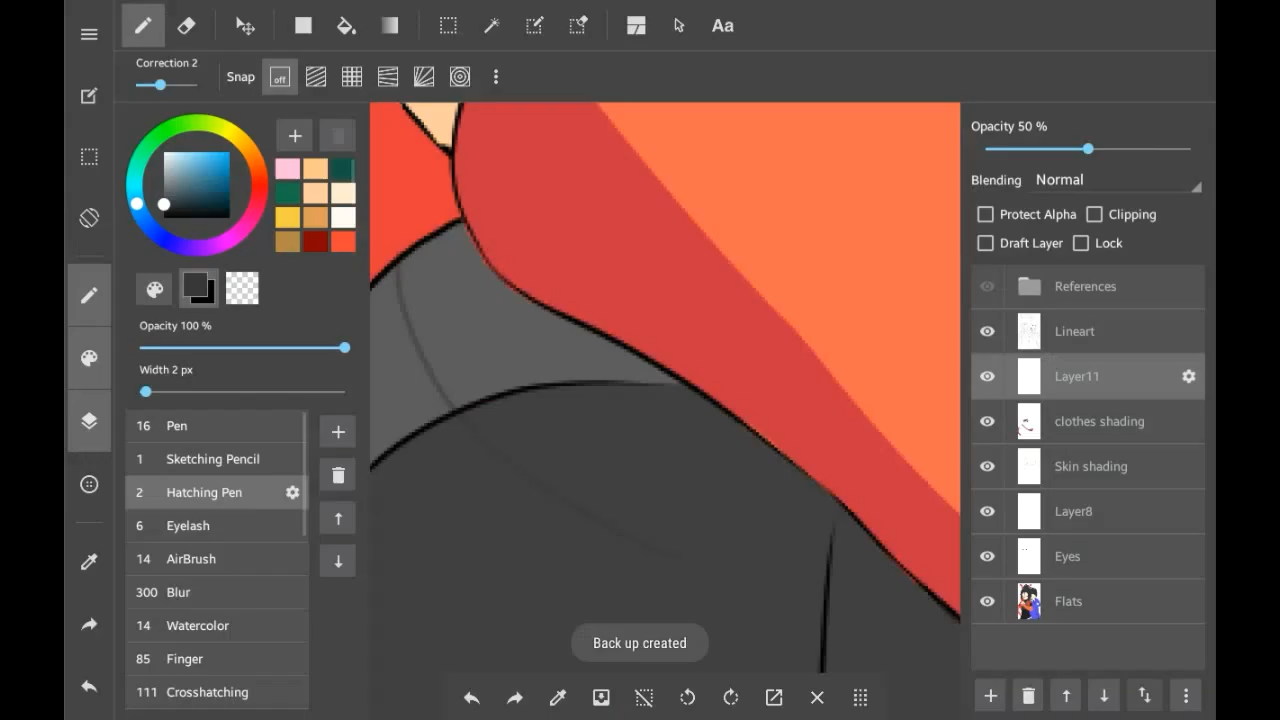 Aa
Correction 2
Snap
off
Opacity 100 %
Width 2 px
16 Pen
1 Sketching Pencil
2 Hatching Pen
6 Eyelash
14 AirBrush
300 Blur
14 Watercolor
85 Finger
111 Crosshatching
Back up created
Opacity 50 %
Blending Normal
Protect Alpha Clipping
Draft Layer Lock
References
Lineart
Layer11
clothes shading
Skin shading
Layer8
Eyes
Flats